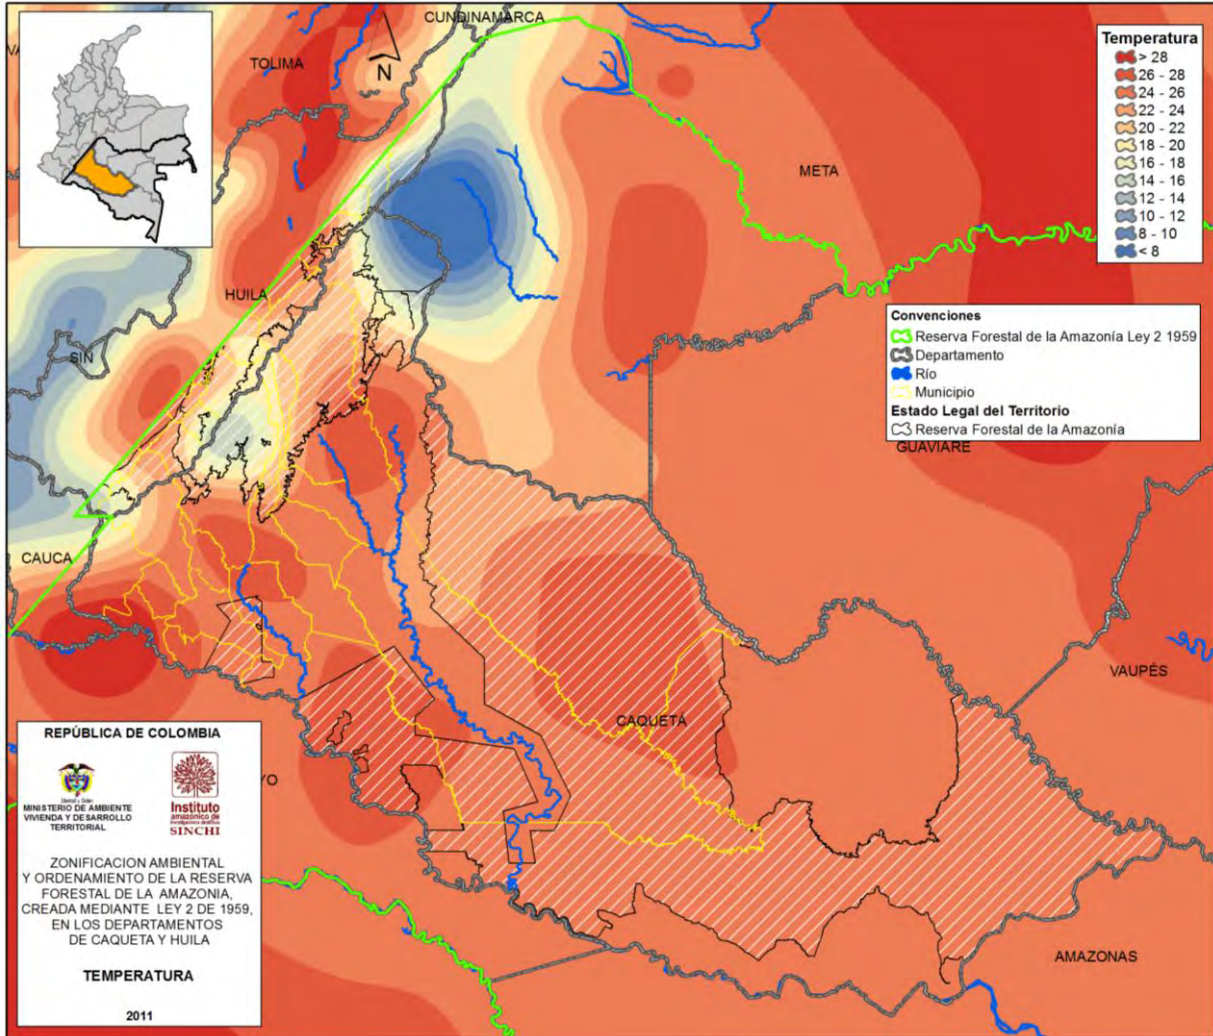 CUNDINAMARCA
TOLIMA
N
META
HUILA
CAUCA
GUAVIARE
VAUPÉS
CAQUETA
AMAZONAS
Temperatura
> 28
26 - 28
24 - 26
22 - 24
20 - 22
18 - 20
16 - 18
14 - 16
12 - 14
10 - 12
8 - 10
< 8
Convenciones
Reserva Forestal de la Amazonía Ley 2 1959
Departamento
Río
Municipio
Estado Legal del Territorio
Reserva Forestal de la Amazonía
REPÚBLICA DE COLOMBIA
MINISTERIO DE AMBIENTE
VIVIENDA Y DESARROLLO
TERRITORIAL
Instituto
amazónico de
SINCHI
ZONIFICACION AMBIENTAL
Y ORDENAMIENTO DE LA RESERVA
FORESTAL DE LA AMAZONIA,
CREADA MEDIANTE LEY 2 DE 1959,
EN LOS DEPARTAMENTOS
DE CAQUETA Y HUILA
TEMPERATURA
2011